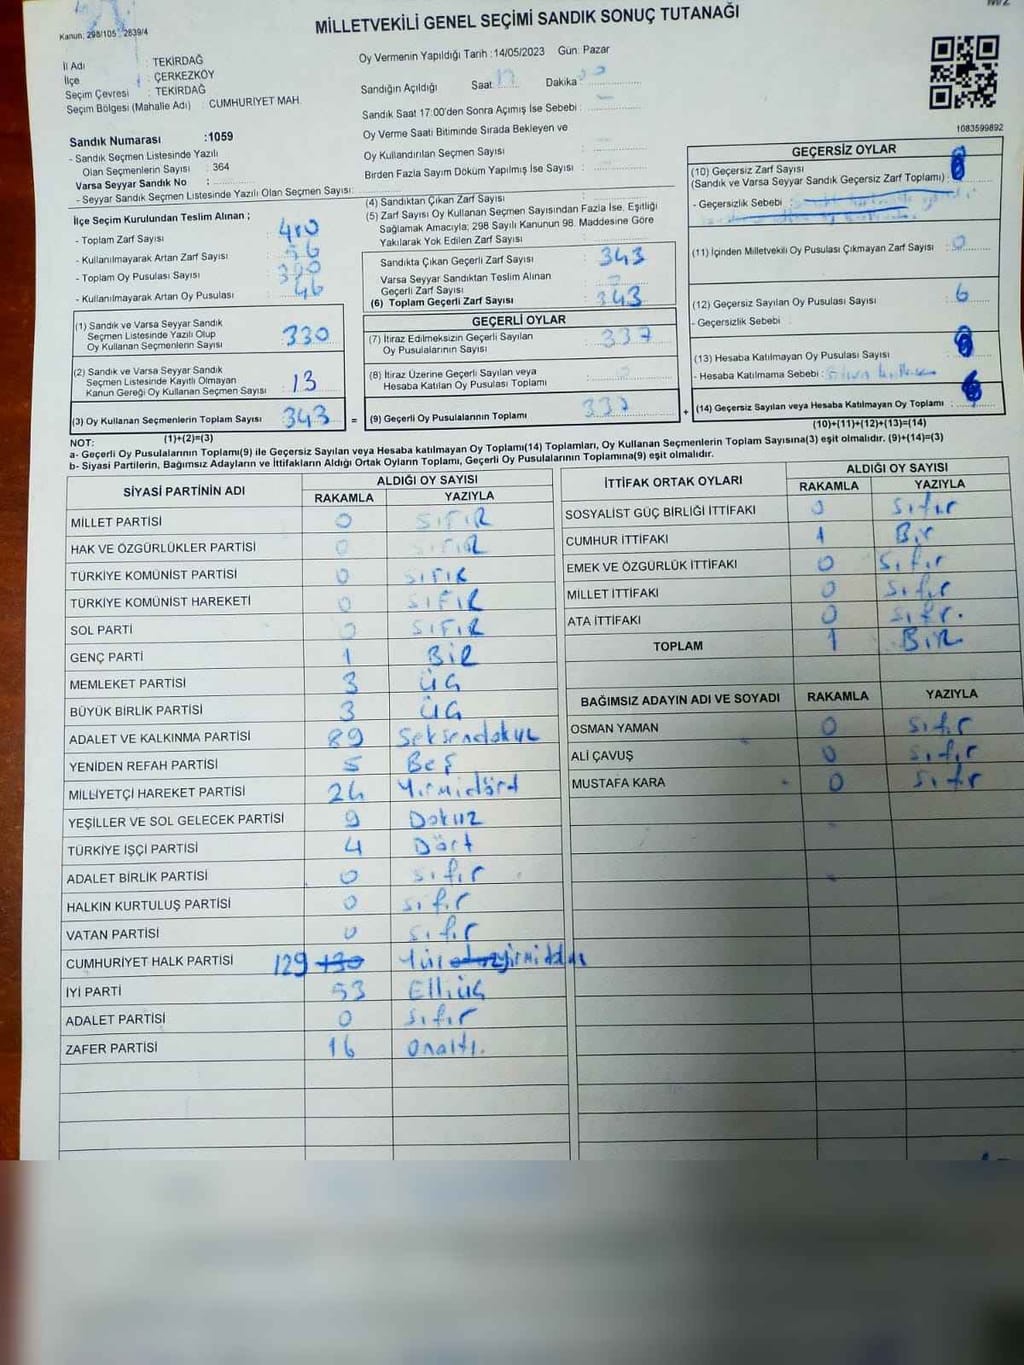 MİLLETVEKİLİ GENEL SEÇİMİ SANDIK SONUÇ TUTANAĞI
Kanun: 298/105 : 2839/4
İl Adı : TEKİRDAĞ
İlçe : ÇERKEZKÖY
Seçim Çevresi : TEKİRDAĞ
Seçim Bölgesi (Mahalle Adı) : CUMHURİYET MAH.
Sandık Numarası :1059
- Sandık Seçmen Listesinde Yazılı
Olan Seçmenlerin Sayısı : 364
Varsa Seyyar Sandık No :
- Seyyar Sandık Seçmen Listesinde Yazılı Olan Seçmen Sayısı:
Oy Vermenin Yapıldığı Tarih :14/05/2023 Gün: Pazar
Sandığın Açıldığı Saat 17 Dakika
Sandık Saat 17:00'den Sonra Açımış İse Sebebi :
Oy Verme Saati Bitiminde Sırada Bekleyen ve
Oy Kullandırılan Seçmen Sayısı :
Birden Fazla Sayım Döküm Yapılmış İse Sayısı :
1083599892
İlçe Seçim Kurulundan Teslim Alınan ;
- Toplam Zarf Sayısı : 400
- Kullanılmayarak Artan Zarf Sayısı :
- Toplam Oy Pusulası Sayısı :
- Kullanılmayarak Artan Oy Pusulası : 46
(4) Sandıktan Çıkan Zarf Sayısı :
(5) Zarf Sayısı Oy Kullanan Seçmen Sayısından Fazla İse, Eşitliği
Sağlamak Amacıyla, 298 Sayılı Kanunun 98. Maddesine Göre
Yakılarak Yok Edilen Zarf Sayısı :
Sandıkta Çıkan Geçerli Zarf Sayısı : 343
Varsa Seyyar Sandıktan Teslim Alınan
Geçerli Zarf Sayısı :
(6) Toplam Geçerli Zarf Sayısı : 343
GEÇERSİZ OYLAR
(10) Geçersiz Zarf Sayısı
(Sandık ve Varsa Seyyar Sandık Geçersiz Zarf Toplamı) :
- Geçersizlik Sebebi :
(11) İçinden Milletvekili Oy Pusulası Çıkmayan Zarf Sayısı : 0
(12) Geçersiz Sayılan Oy Pusulası Sayısı : 6
- Geçersizlik Sebebi :
(13) Hesaba Katılmayan Oy Pusulası Sayısı :
- Hesaba Katılmama Sebebi :
(14) Geçersiz Sayılan veya Hesaba Katılmayan Oy Toplamı : 6
(10)+(11)+(12)+(13)=(14)
(1) Sandık ve Varsa Seyyar Sandık
Seçmen Listesinde Yazılı Olup
Oy Kullanan Seçmenlerin Sayısı : 330
(2) Sandık ve Varsa Seyyar Sandık
Seçmen Listesinde Kayıtlı Olmayan
Kanun Gereği Oy Kullanan Seçmen Sayısı : 13
(3) Oy Kullanan Seçmenlerin Toplam Sayısı : 343
(1)+(2)=(3)
GEÇERLİ OYLAR
(7) İtiraz Edilmeksizin Geçerli Sayılan
Oy Pusulalarının Sayısı : 337
(8) İtiraz Üzerine Geçerli Sayılan veya
Hesaba Katılan Oy Pusulası Toplamı :
= (9) Geçerli Oy Pusulalarının Toplamı : 337 +
NOT:
a- Geçerli Oy Pusulalarının Toplamı(9) ile Geçersiz Sayılan veya Hesaba katılmayan Oy Toplamı(14) Toplamları, Oy Kullanan Seçmenlerin Toplam Sayısına(3) eşit olmalıdır. (9)+(14)=(3)
b- Siyasi Partilerin, Bağımsız Adayların ve İttifakların Aldığı Ortak Oyların Toplamı, Geçerli Oy Pusulalarının Toplamına(9) eşit olmalıdır.
SİYASİ PARTİNİN ADI ALDIĞI OY SAYISI
RAKAMLA YAZIYLA
MİLLET PARTİSİ 0 SIFIR
HAK VE ÖZGÜRLÜKLER PARTİSİ 0 SIFIR
TÜRKİYE KOMÜNİST PARTİSİ 0 SIFIR
TÜRKİYE KOMÜNİST HAREKETİ 0 SIFIR
SOL PARTİ 0 SIFIR
GENÇ PARTİ 1 BİR
MEMLEKET PARTİSİ 3 ÜÇ
BÜYÜK BİRLİK PARTİSİ 3 ÜÇ
ADALET VE KALKINMA PARTİSİ 89 Seksendokuz
YENİDEN REFAH PARTİSİ 5 Beş
MİLLİYETÇİ HAREKET PARTİSİ 24 Yirmidört
YEŞİLLER VE SOL GELECEK PARTİSİ 9 Dokuz
TÜRKİYE İŞÇİ PARTİSİ 4 Dört
ADALET BİRLİK PARTİSİ 0 sıfır
HALKIN KURTULUŞ PARTİSİ 0 sıfır
VATAN PARTİSİ 0 sıfır
CUMHURİYET HALK PARTİSİ 129 130
İYİ PARTİ 53 Elliüç
ADALET PARTİSİ 0 sıfır
ZAFER PARTİSİ 16 onaltı.
İTTİFAK ORTAK OYLARI ALDIĞI OY SAYISI
RAKAMLA YAZIYLA
SOSYALİST GÜÇ BİRLİĞİ İTTİFAKI 0 sıfır
CUMHUR İTTİFAKI 1 Bir
EMEK VE ÖZGÜRLÜK İTTİFAKI 0 sıfır
MİLLET İTTİFAKI 0 sıfır
ATA İTTİFAKI 0 sıfır.
TOPLAM 1 BİR
BAĞIMSIZ ADAYIN ADI VE SOYADI RAKAMLA YAZIYLA
OSMAN YAMAN 0 sıfır
ALİ ÇAVUŞ 0 sıfır
MUSTAFA KARA 0 sıfır